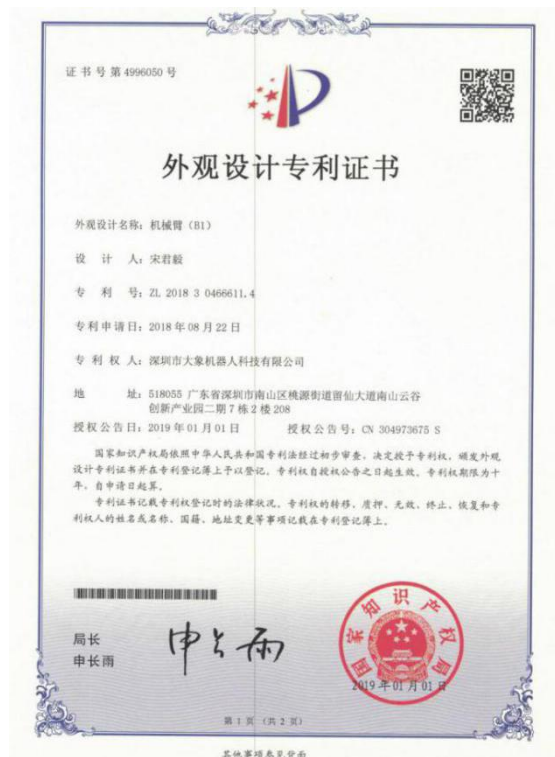 证书号第4996050号
外观设计专利证书
外观设计名称：机械臂（B1）
设计人：宋君毅
专利号：ZL 2018 3 0466611.4
专利申请日：2018年08月22日
专利权人：深圳市大象机器人科技有限公司
地址：518055 广东省深圳市南山区桃源街道留仙大道南山云谷
创新产业园二期7栋2楼208
授权公告日：2019年01月01日 授权公告号：CN 304973675 S
国家知识产权局依照中华人民共和国专利法经过初步审查，决定授予专利权，颁发外观
设计专利证书并在专利登记簿上予以登记。专利权自授权公告之日起生效。专利权期限为十
年，自申请日起算。
专利证书记载专利权登记时的法律状况。专利权的转移、质押、无效、终止、恢复和专
利权人的姓名或名称、国籍、地址变更等事项记载在专利登记簿上。
局长
申长雨
申长雨
国家知识产权局
2019年01月01日
第1页（共2页）
其他事项参见背面